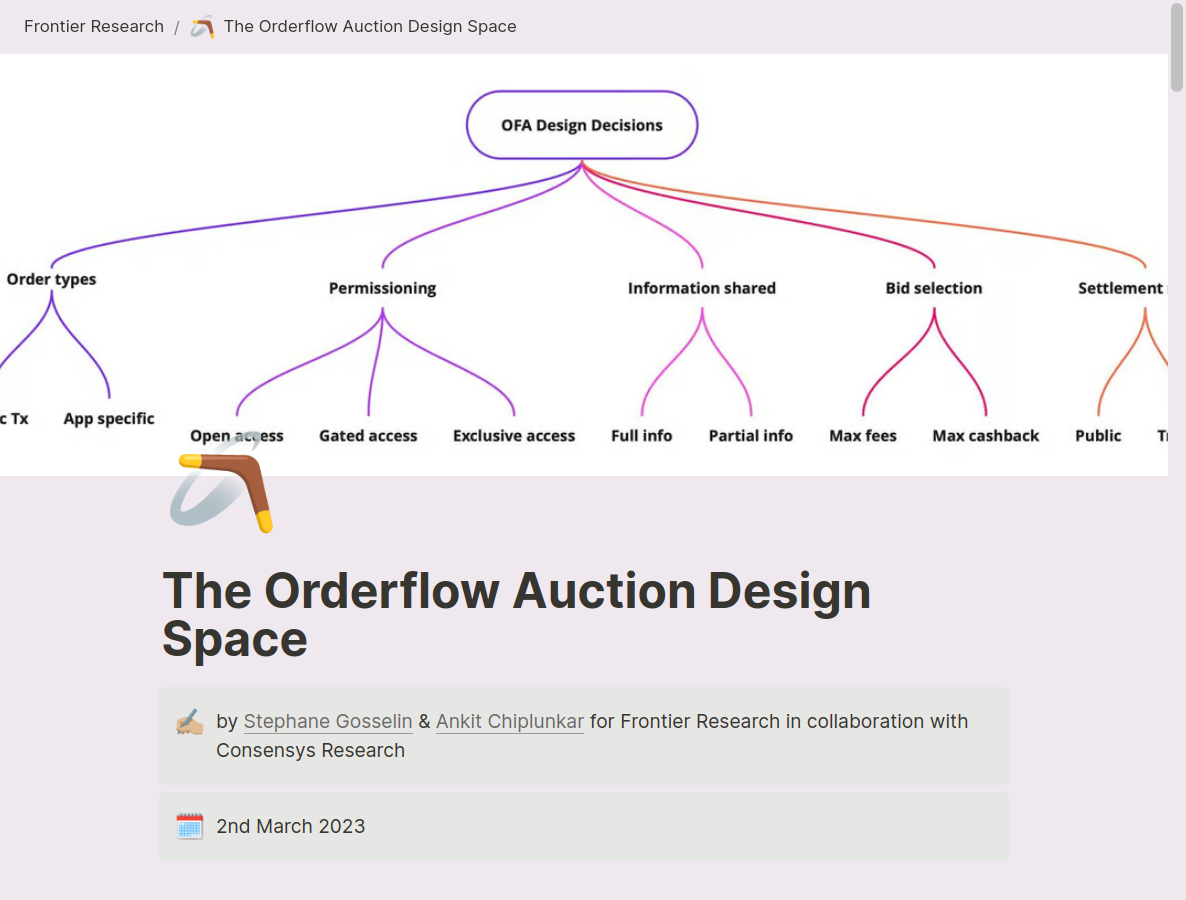 Frontier Research / The Orderflow Auction Design Space
OFA Design Decisions
Order types
Permissioning
Information shared
Bid selection
Settlement
c Tx
App specific
Open access
Gated access
Exclusive access
Full info
Partial info
Max fees
Max cashback
Public
The Orderflow Auction Design
Space
by Stephane Gosselin & Ankit Chiplunkar for Frontier Research in collaboration with
Consensys Research
2nd March 2023